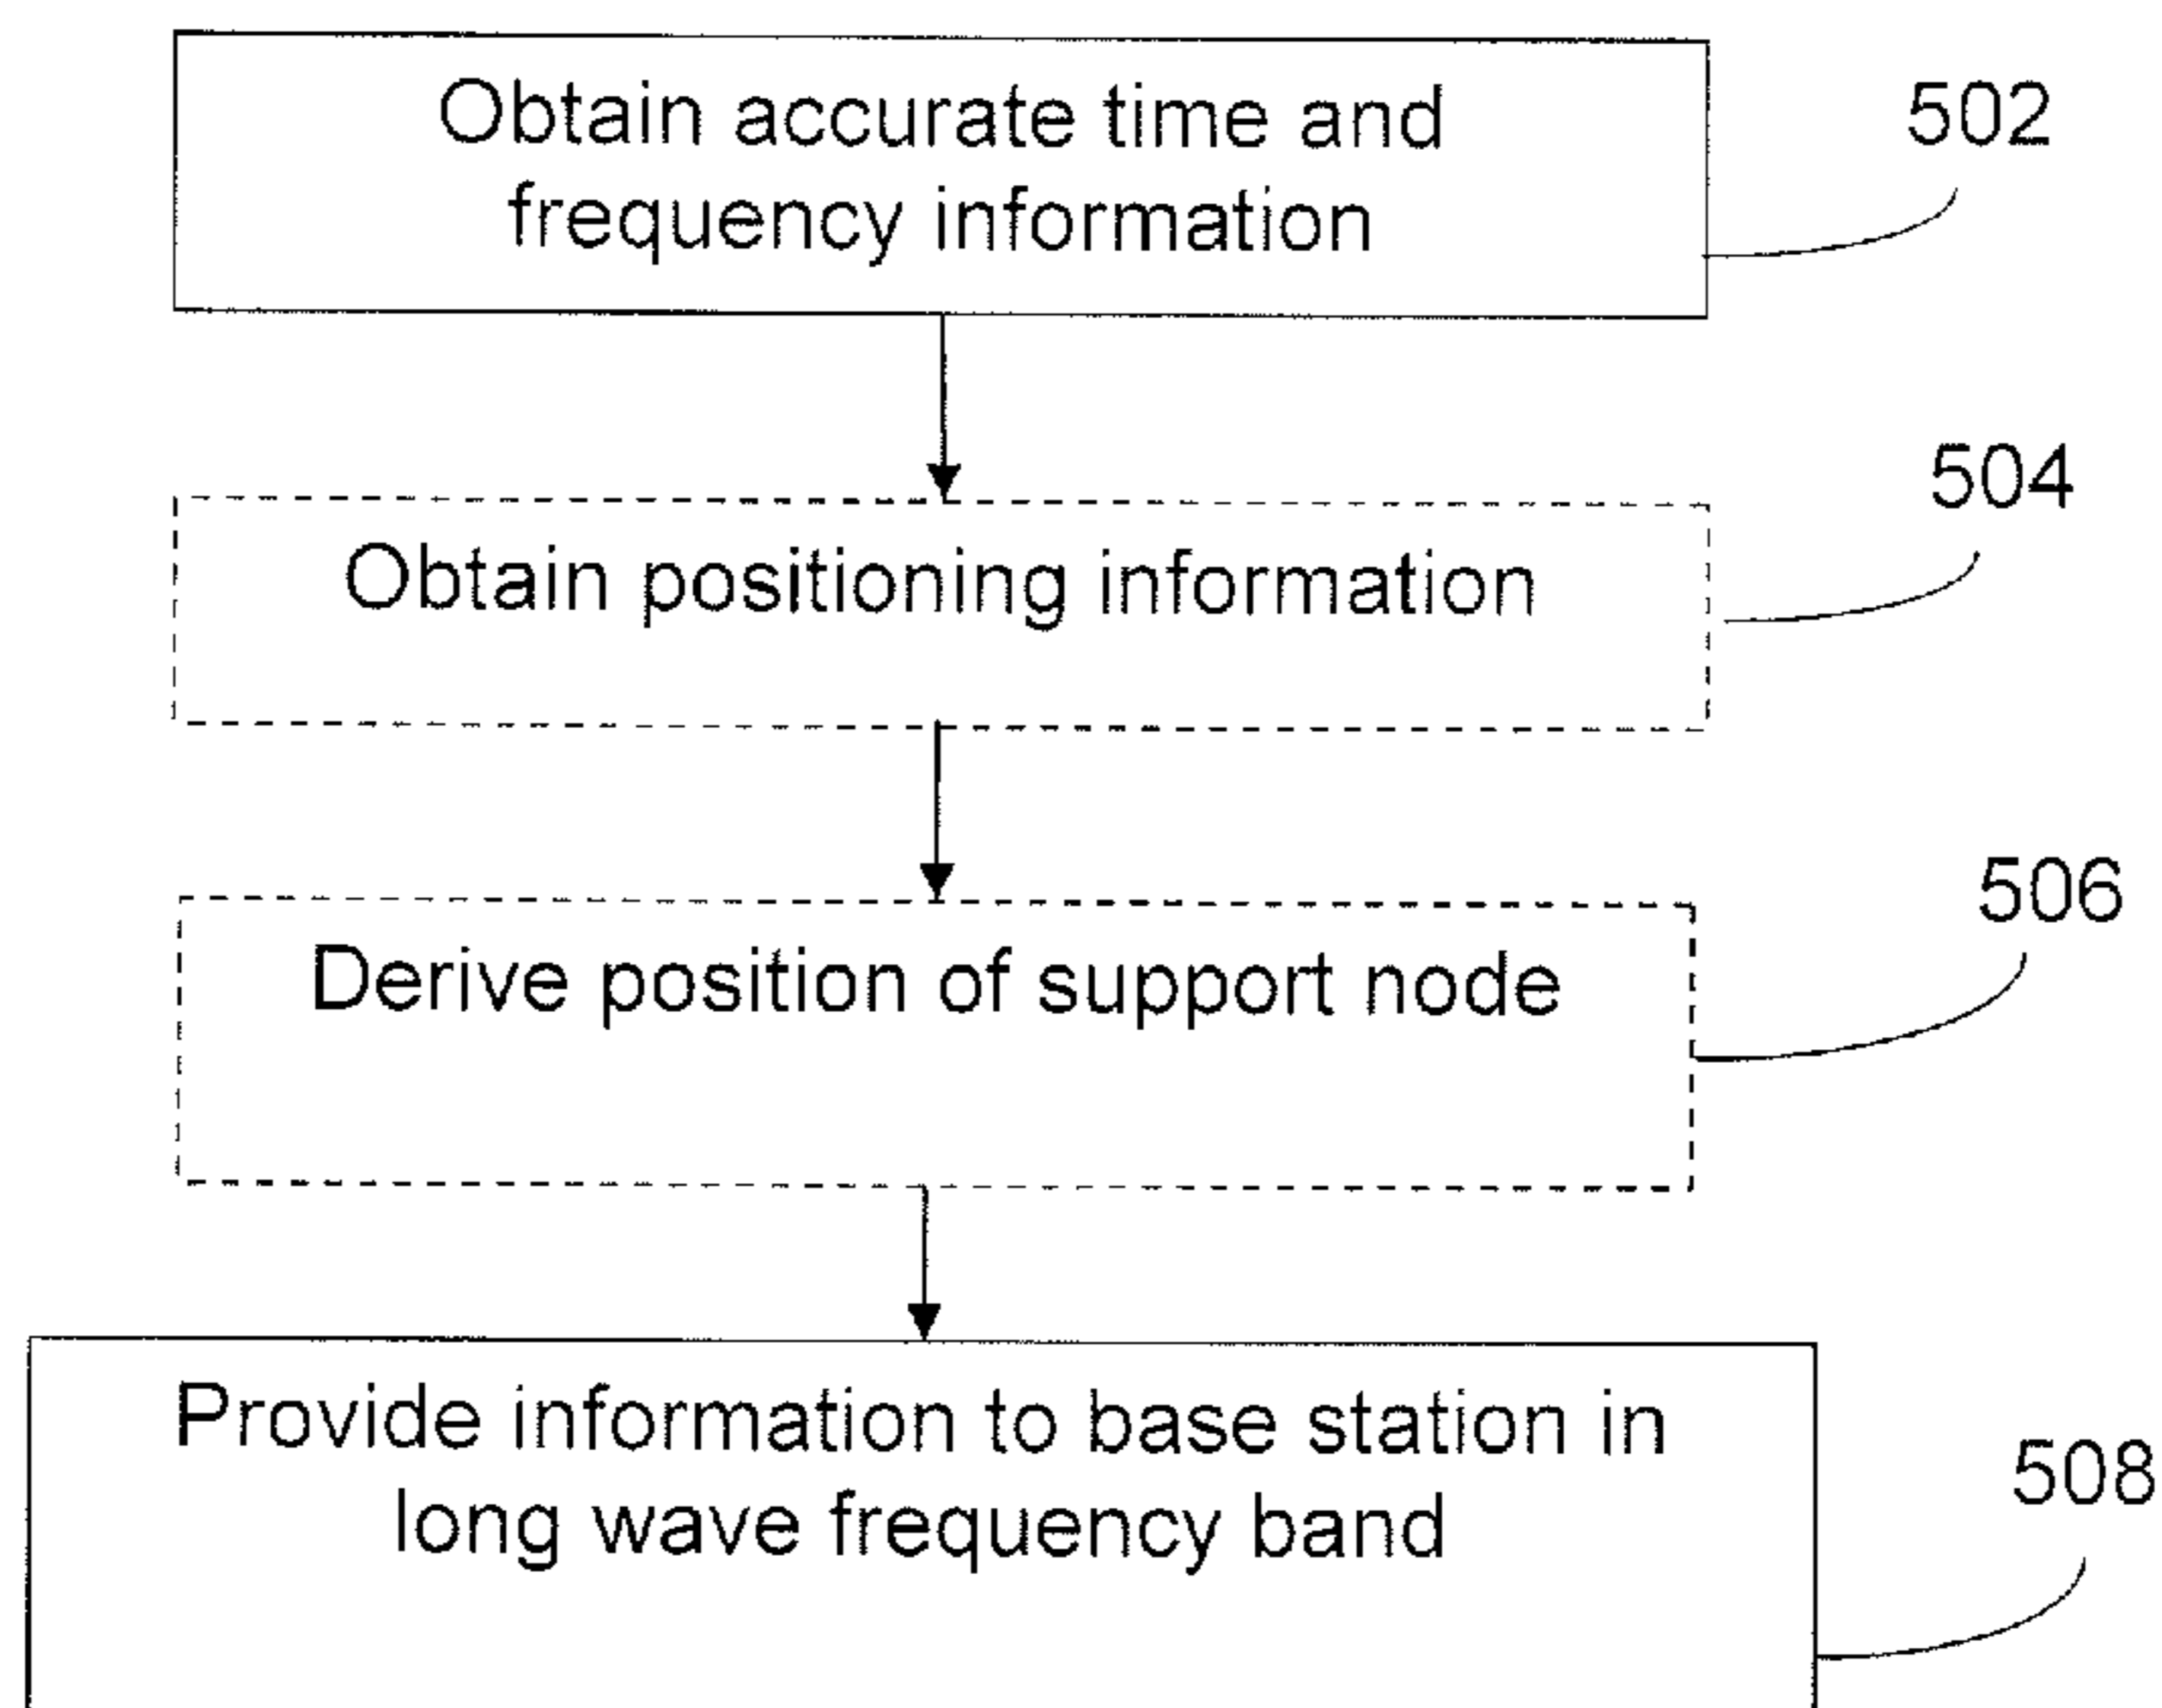 Obtain accurate time and
frequency information
502
504
Obtain positioning information
506
Derive position of support node
Provide information to base station in
long wave frequency band
508